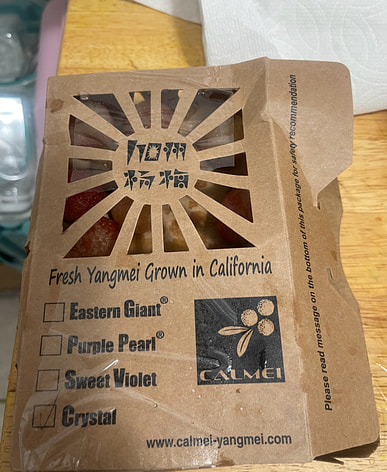 加州
杨梅
Fresh Yangmei Grown in California
Eastern Giant®
Purple Pearl®
Sweet Violet
Crystal
CALMEI
www.calmei-yangmei.com
Please read message on the bottom of this package for safety recommendation